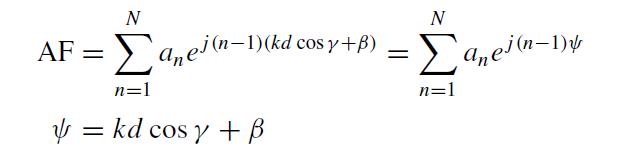 AF = \sum_{n=1}^{N} a_n e^{j(n-1)(kd \cos \gamma + \beta)} = \sum_{n=1}^{N} a_n e^{j(n-1)\psi}
\psi = kd \cos \gamma + \beta